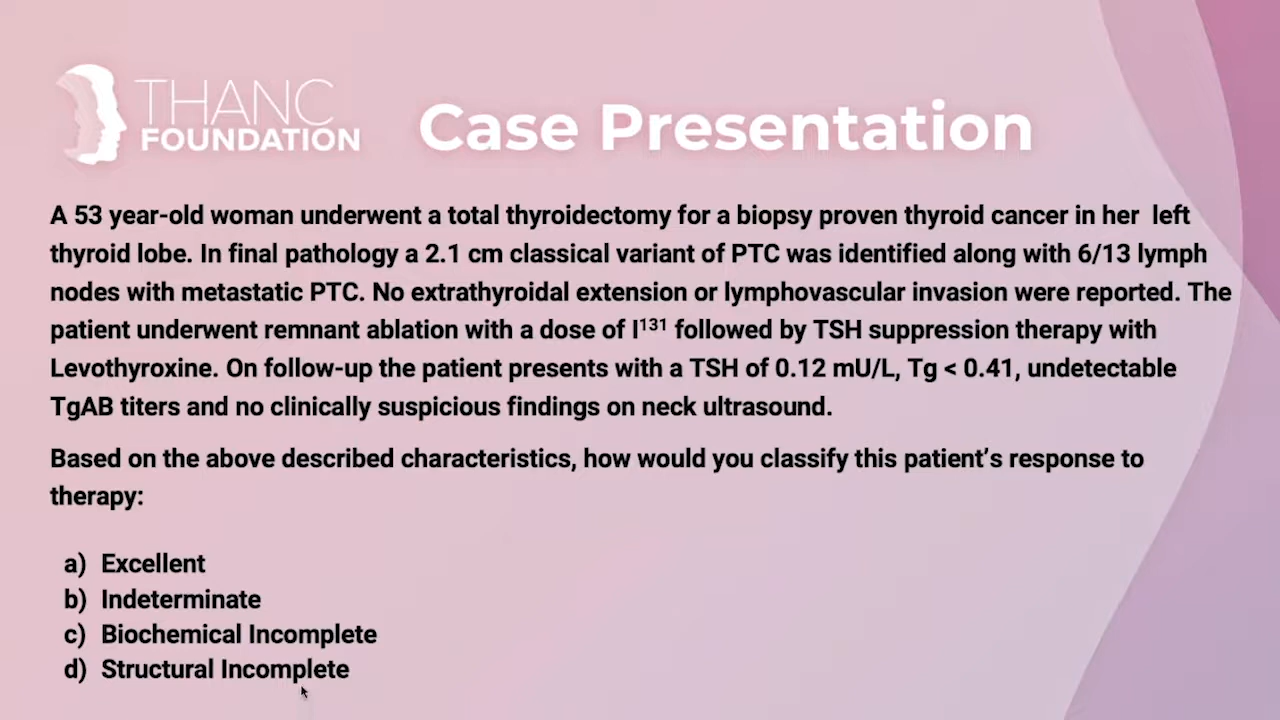 THANC
FOUNDATION
Case Presentation
A 53 year-old woman underwent a total thyroidectomy for a biopsy proven thyroid cancer in her left
thyroid lobe. In final pathology a 2.1 cm classical variant of PTC was identified along with 6/13 lymph
nodes with metastatic PTC. No extrathyroidal extension or lymphovascular invasion were reported. The
patient underwent remnant ablation with a dose of I¹³¹ followed by TSH suppression therapy with
Levothyroxine. On follow-up the patient presents with a TSH of 0.12 mU/L, Tg < 0.41, undetectable
TgAB titers and no clinically suspicious findings on neck ultrasound.
Based on the above described characteristics, how would you classify this patient's response to
therapy:
a) Excellent
b) Indeterminate
c) Biochemical Incomplete
d) Structural Incomplete